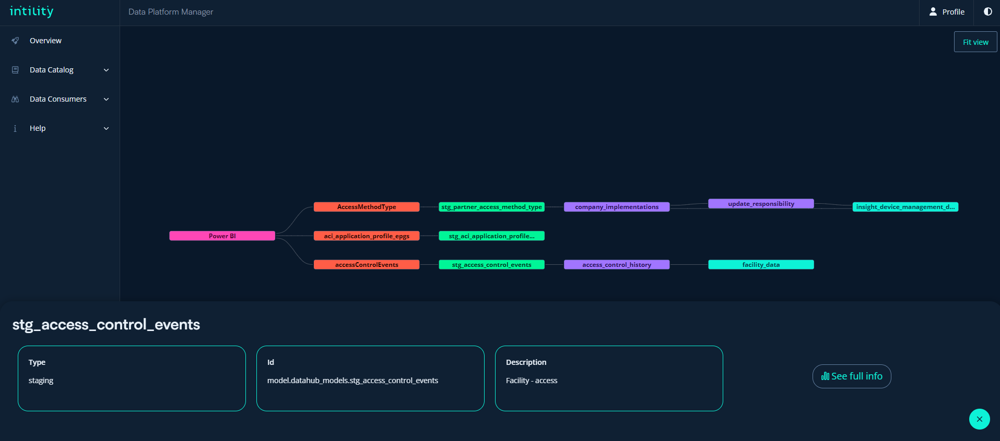 intility
Data Platform Manager
Profile
Overview
Data Catalog
Data Consumers
Help
Fit view
AccessMethodType
stg_partner_access_method_type
company_implementations
update_responsibility
insight_device_management_d...
Power BI
aci_application_profile_epgs
stg_aci_application_profile...
accessControlEvents
stg_access_control_events
access_control_history
facility_data
stg_access_control_events
Type
staging
Id
model.datahub_models.stg_access_control_events
Description
Facility - access
See full info